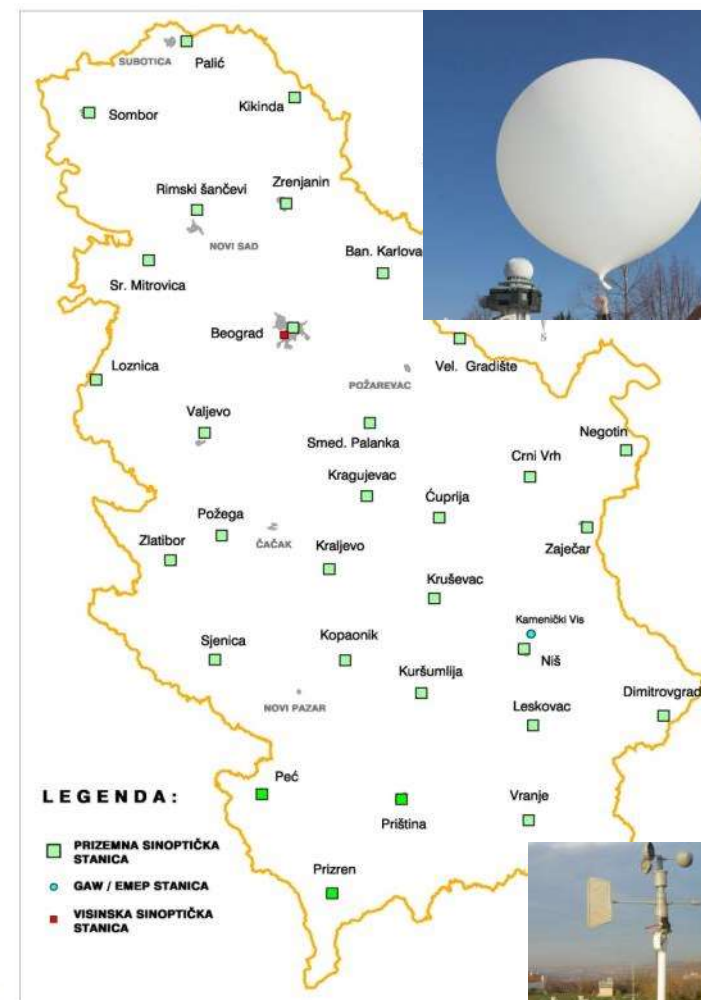 SUBOTICA
Palić
Sombor
Kikinda
Rimski šančevi
Zrenjanin
NOVI SAD
Sr. Mitrovica
Ban. Karlova
Beograd
S
Loznica
Vel. Gradište
POŽAREVAC
Valjevo
Smed. Palanka
Negotin
Crni Vrh
Kragujevac
Ćuprija
Požega
ČAČAK
Zlatibor
Kraljevo
Zaječar
Kruševac
Kamenički Vis
Niš
Sjenica
Kopaonik
Kuršumlija
NOVI PAZAR
Dimitrovgrad
Leskovac
Peć
Priština
Vranje
Prizren
LEGENDA:
PRIZEMNA SINOPTIČKA
STANICA
GAW / EMEP STANICA
VISINSKA SINOPTIČKA
STANICA